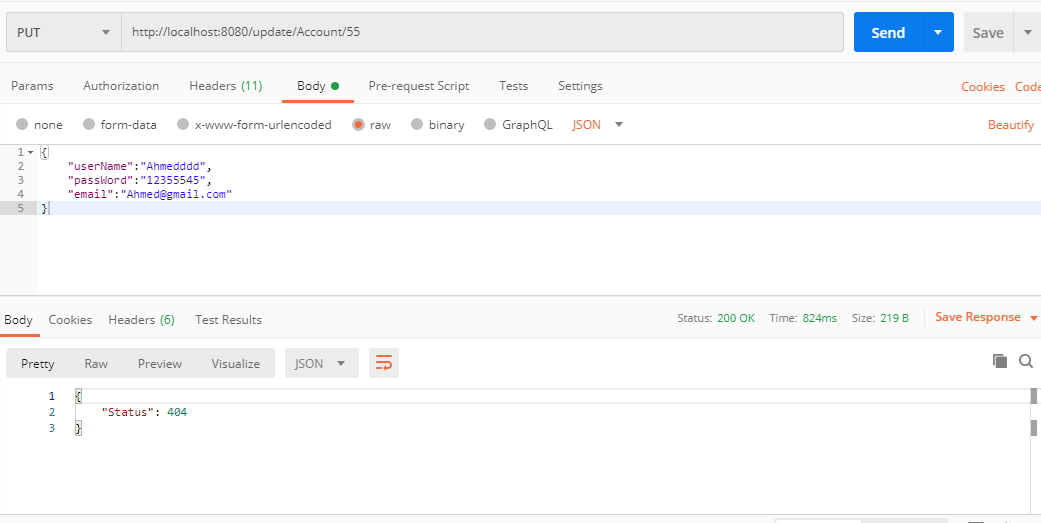 PUT http://localhost:8080/update/Account/55 Send Save
Params Authorization Headers (11) Body Pre-request Script Tests Settings Cookies Code
none form-data x-www-form-urlencoded raw binary GraphQL JSON Beautify
1 {
2 "userName":"Ahmedddd",
3 "passWord":"12355545",
4 "email":"Ahmed@gmail.com"
5 }
Body Cookies Headers (6) Test Results Status: 200 OK Time: 824ms Size: 219 B Save Response
Pretty Raw Preview Visualize JSON
1 {
2 "Status": 404
3 }